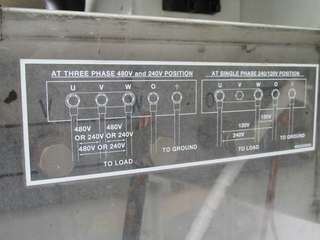 AT THREE PHASE 480V and 240V POSITION
U V W O
480V 480V
OR 240V OR 240V
480V OR 240V
TO LOAD
TO GROUND
AT SINGLE PHASE 240/120V POSITION
U V W O
120V
120V
240V
TO LOAD
TO GROUND